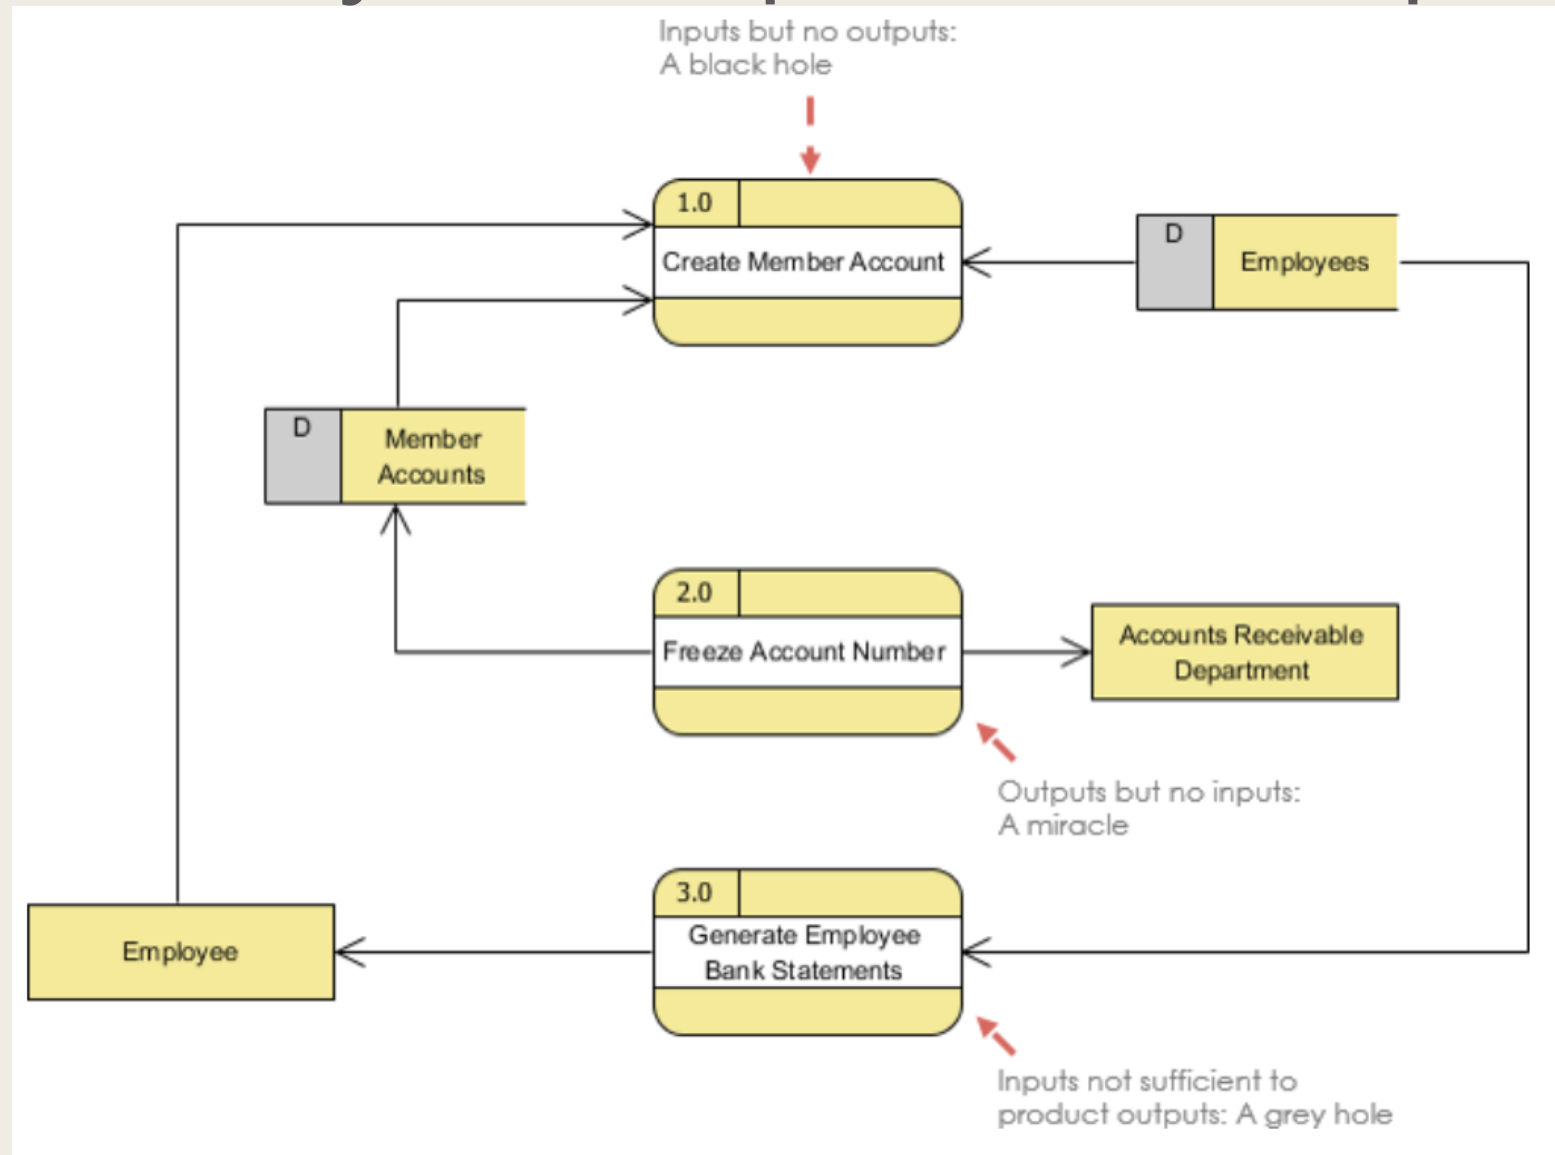 Inputs but no outputs:
A black hole
1.0
Create Member Account
D
Employees
D
Member
Accounts
2.0
Freeze Account Number
Accounts Receivable
Department
Outputs but no inputs:
A miracle
3.0
Generate Employee
Bank Statements
Employee
Inputs not sufficient to
product outputs: A grey hole